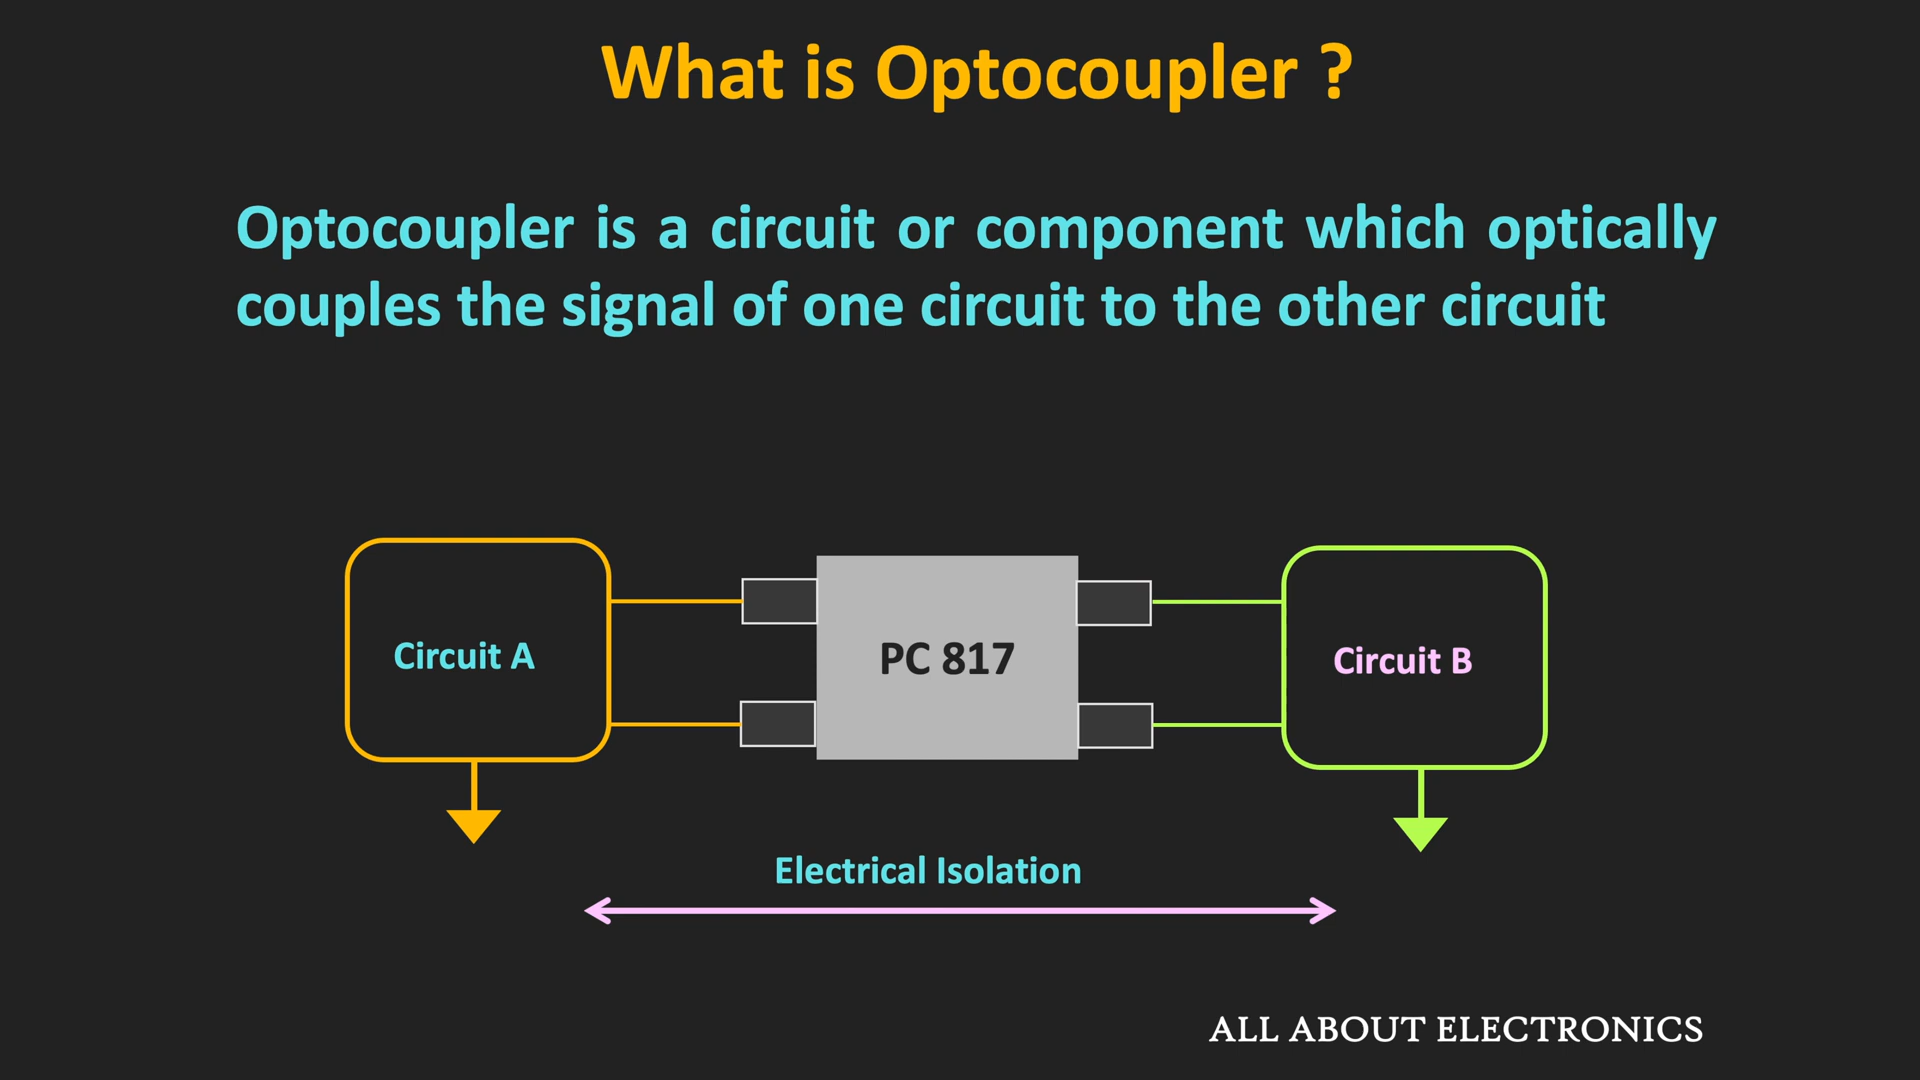 What is Optocoupler ?
Optocoupler is a circuit or component which optically
couples the signal of one circuit to the other circuit
Circuit A
PC 817
Circuit B
Electrical Isolation
ALL ABOUT ELECTRONICS